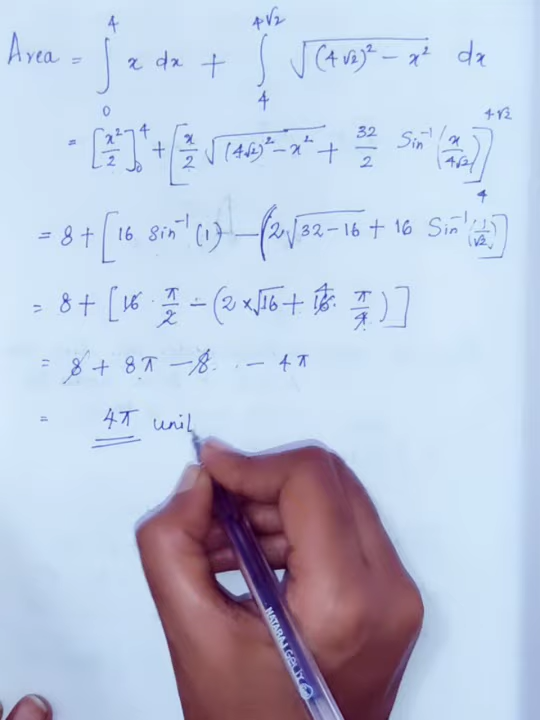 Area = ∫₀⁴ x dx + ∫₄^{4√2} √((4√2)² − x²) dx
= [x²/2]₀⁴ + [x/2 √((4√2)² − x²) + 32/2 Sin⁻¹(x/4√2)]₄^{4√2}
= 8 + [16 Sin⁻¹(1) − (2√(32−16) + 16 Sin⁻¹(1/√2))]
= 8 + [16 · π/2 − (2×√16 + 16 · π/4)]
= 8 + 8π − 8 − 4π
= 4π unit
NATARAJ GELIX